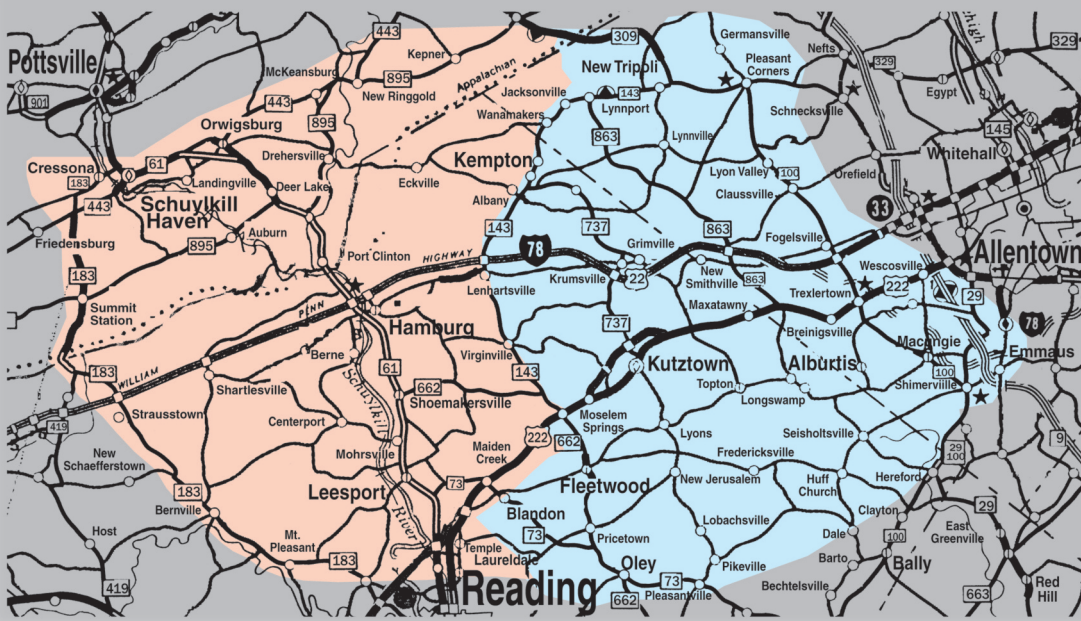 443
309
Germansville
Nefts
Lehigh
329
Kepner
Pottsville
McKeansburg
895
Appalachian
New Tripoli
Pleasant
Corners
329
901
New Ringgold
Jacksonville
143
Egypt
443
Lynnport
Schnecksville
Wanamakers
145
Orwigsburg
895
863
Lynnville
Whitehall
Cressona
61
Drehersville
Kempton
Lyon Valley
100
Orefield
183
Landingville
Deer Lake
Eckville
Claussville
Schuylkill
Haven
Albany
33
443
737
863
Friedensburg
895
Auburn
143
Grimville
Fogelsville
Port Clinton
HIGHWAY
78
Allentown
183
Krumsville
22
New
Smithville
863
Wescosville
Lenhartsville
Trexlertown
222
29
Summit
Station
PENN
Maxatawny
Hamburg
737
Breinigsville
78
Macungie
Emmaus
Berne
Virginville
Kutztown
Alburtis
183
WILLIAM
61
143
100
Shartlesville
662
Topton
Shimerville
Strausstown
Schuylkill
Shoemakersville
Longswamp
419
Centerport
Moselem
Springs
222
662
Lyons
Seisholtsville
9
Mohrsville
Maiden
Creek
29
100
New
Schaefferstown
Fredericksville
Leesport
73
Fleetwood
New Jerusalem
Huff
Church
Hereford
183
Bernville
River
Blandon
Clayton
29
Host
Mt.
Pleasant
73
Pricetown
Lobachsville
Dale
East
Greenville
183
Temple
Laureldale
100
Oley
Pikeville
Barto
Bally
419
Reading
73
Bechtelsville
Red
Hill
662
Pleasantville
663